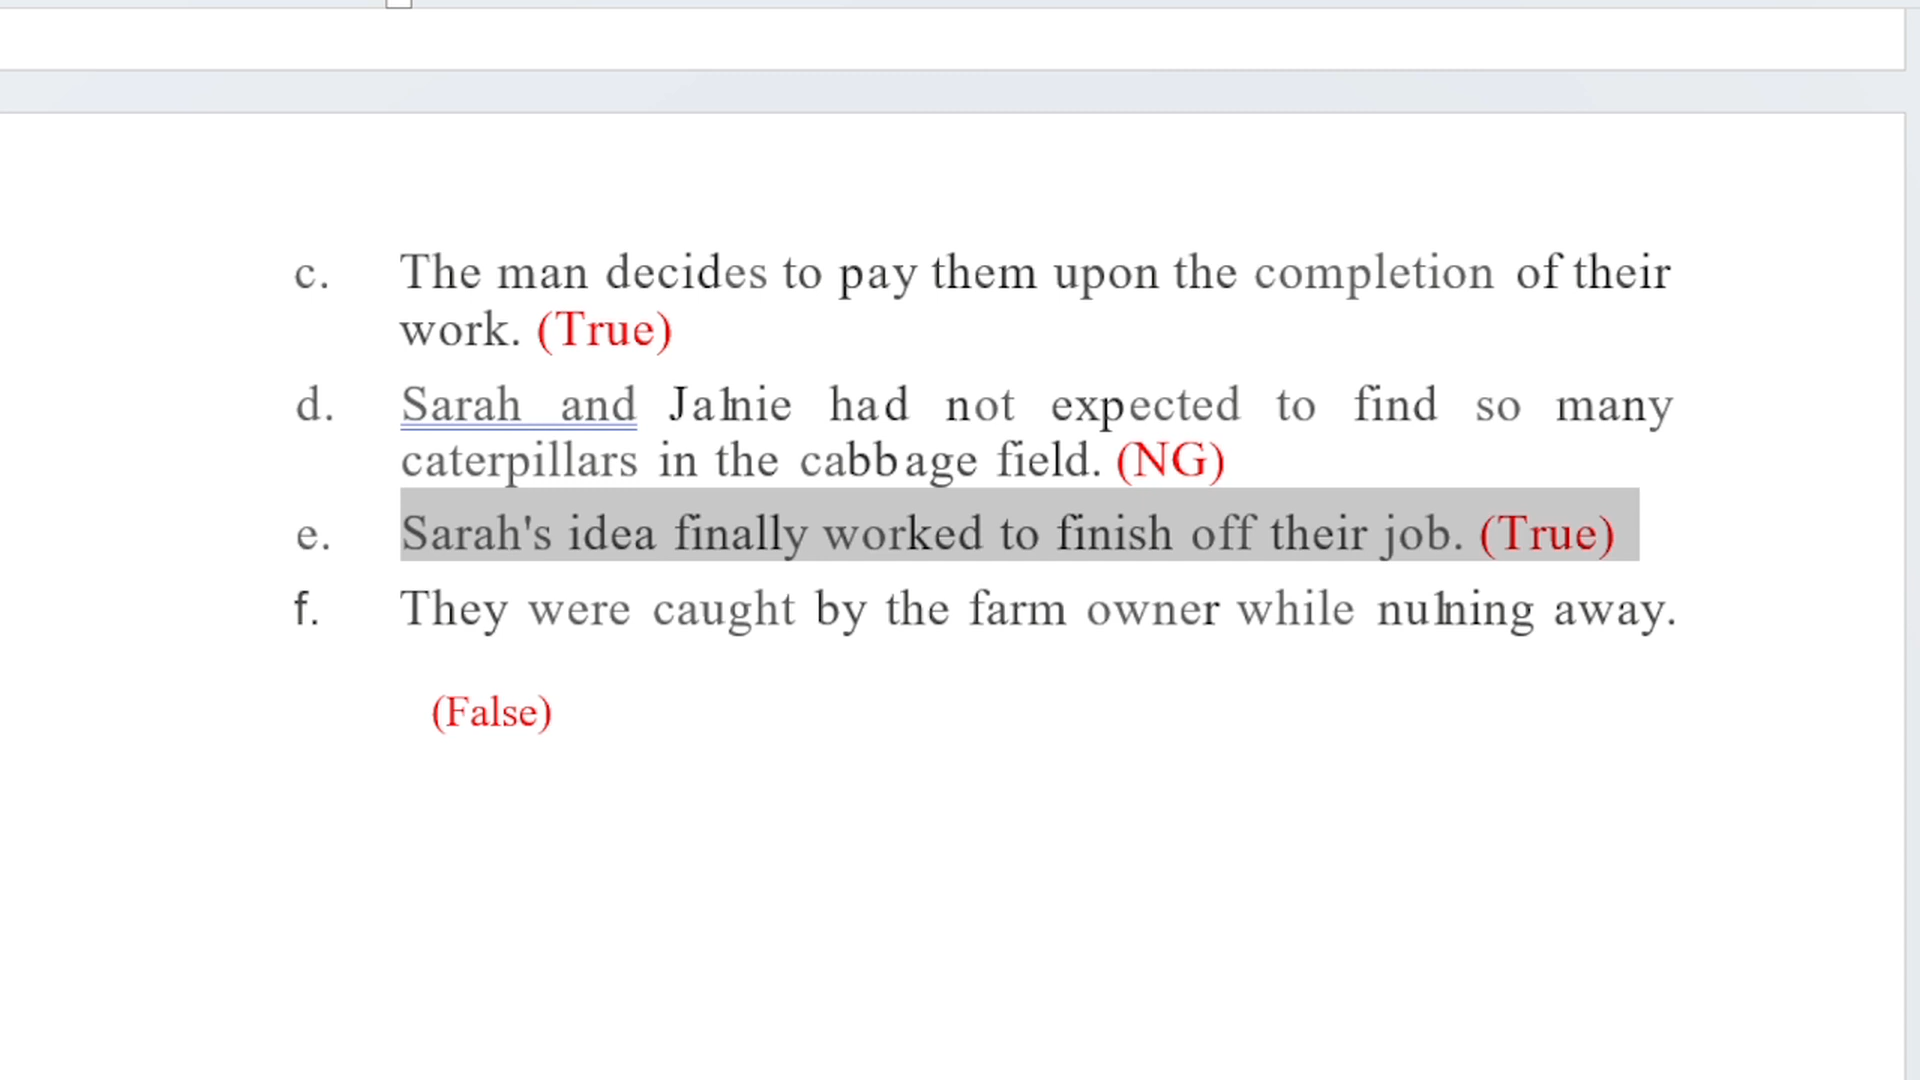 c. The man decides to pay them upon the completion of their
work. (True)
d. Sarah and Jalnie had not expected to find so many
caterpillars in the cabbage field. (NG)
e. Sarah's idea finally worked to finish off their job. (True)
f. They were caught by the farm owner while nulning away.
(False)